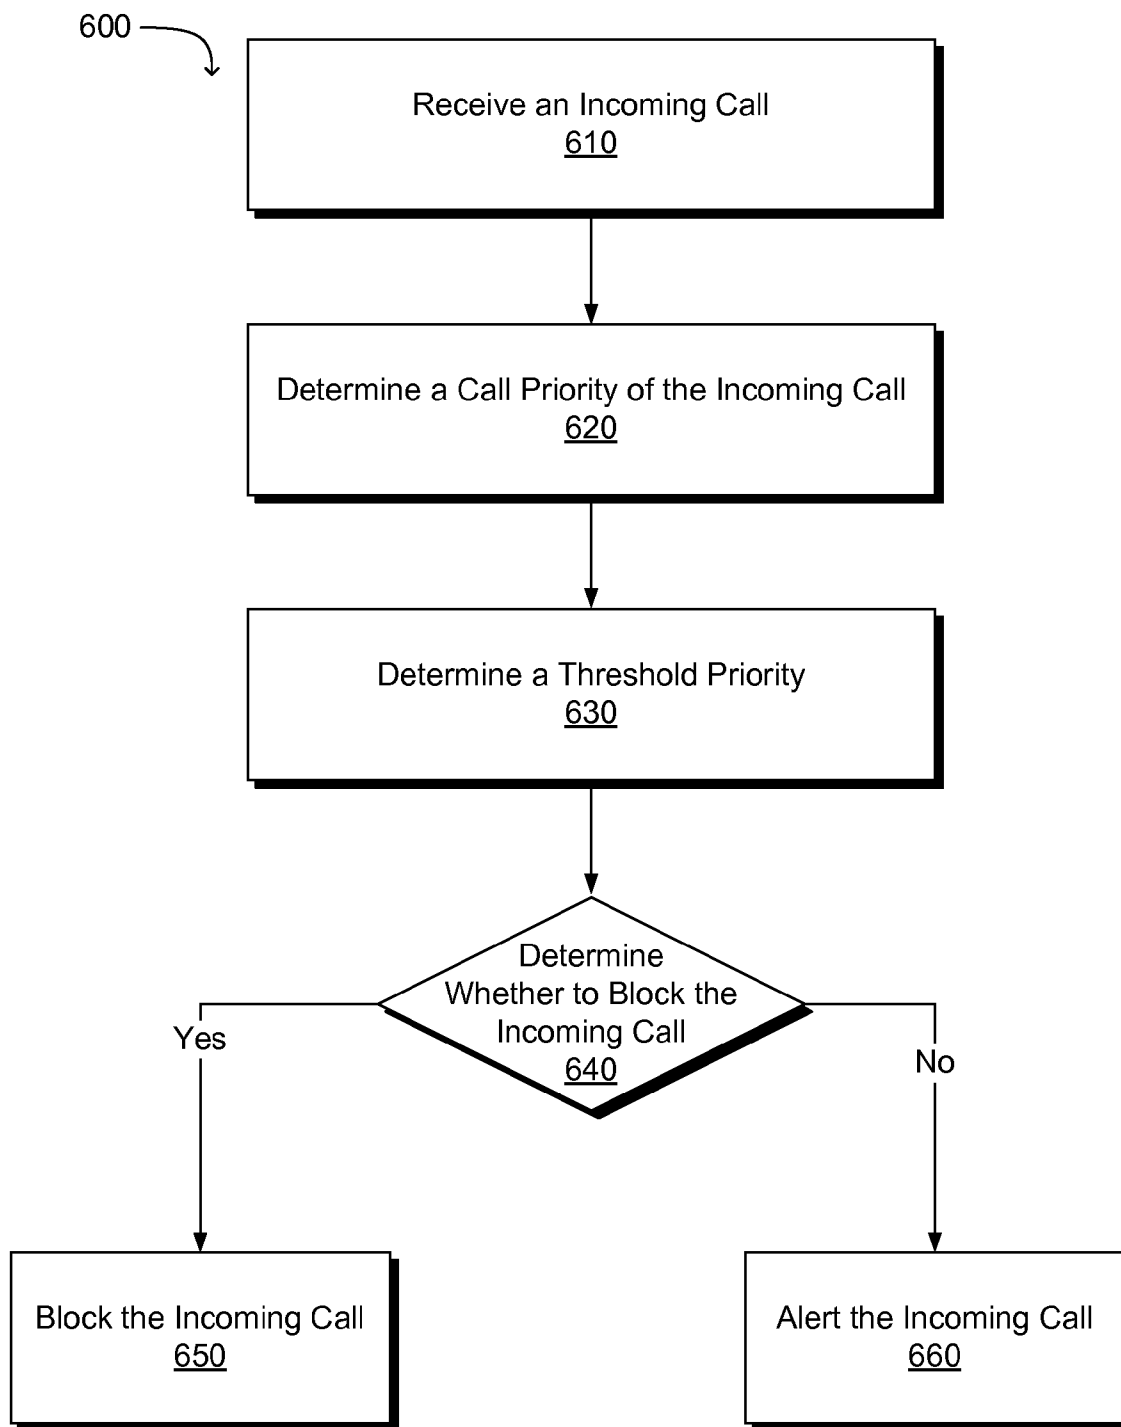 600
Receive an Incoming Call
610
Determine a Call Priority of the Incoming Call
620
Determine a Threshold Priority
630
Determine
Whether to Block the
Incoming Call
640
Yes
No
Block the Incoming Call
650
Alert the Incoming Call
660